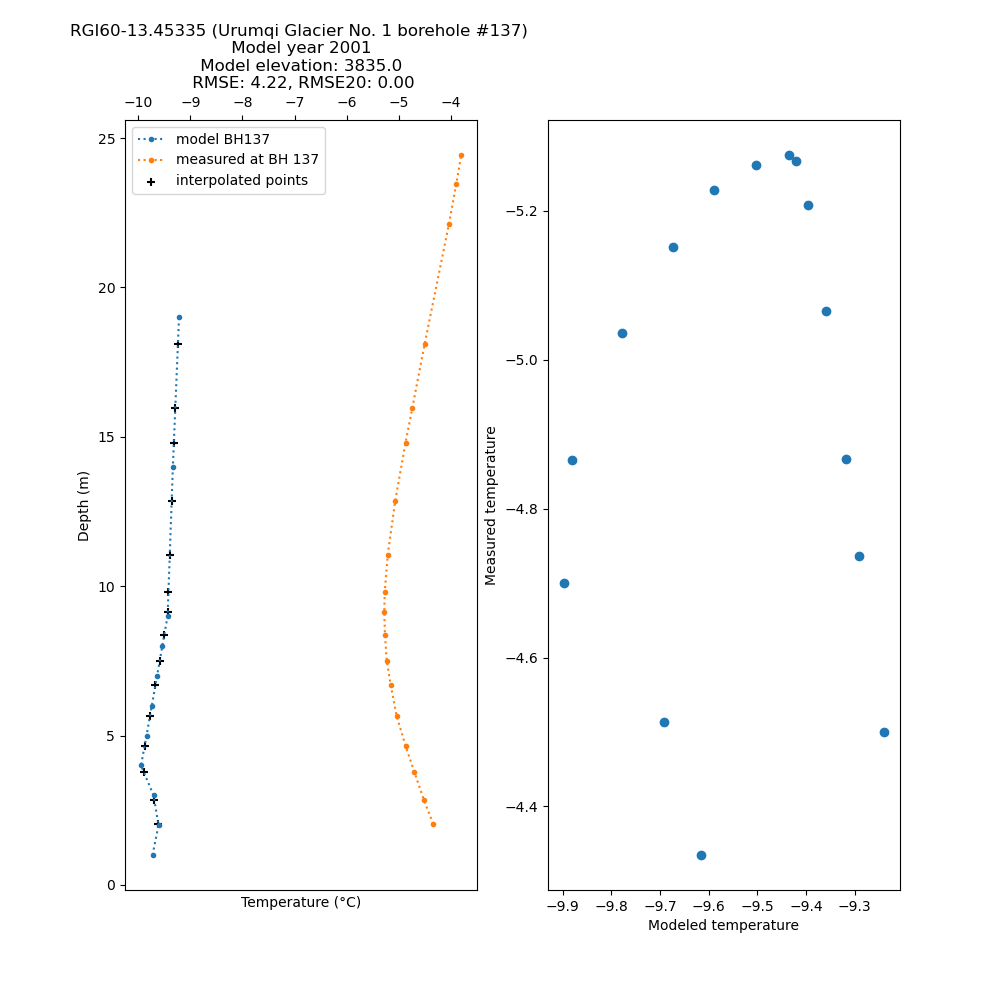 RGI60-13.45335 (Urumqi Glacier No. 1 borehole #137)
Model year 2001
Model elevation: 3835.0
RMSE: 4.22, RMSE20: 0.00
−10 −9 −8 −7 −6 −5 −4
model BH137
measured at BH 137
interpolated points
25
20
15
10
5
0
Depth (m)
Temperature (°C)
−5.2
−5.0
−4.8
−4.6
−4.4
Measured temperature
−9.9 −9.8 −9.7 −9.6 −9.5 −9.4 −9.3
Modeled temperature